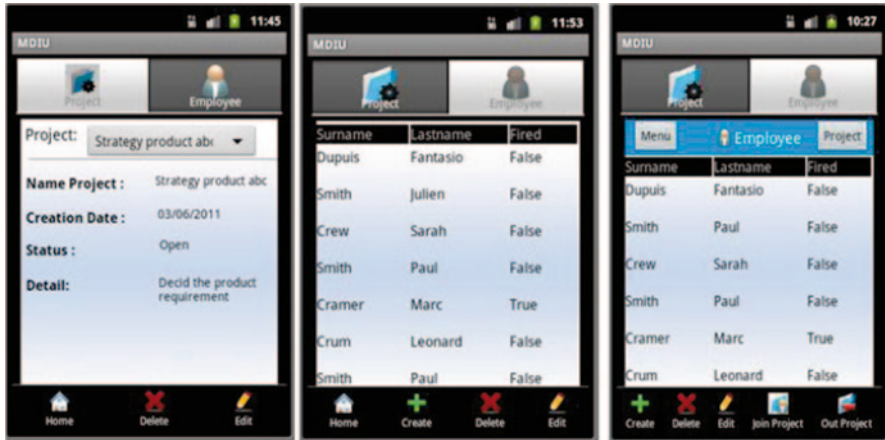 11:45
MDIU
Project Employee
Project: Strategy product ab
Name Project : Strategy product abc
Creation Date : 03/06/2011
Status : Open
Detail: Decid the product
requirement
Home Delete Edit
11:53
MDIU
Project Employee
Surname Lastname Fired
Dupuis Fantasio False
Smith Julien False
Crew Sarah False
Smith Paul False
Cramer Marc True
Crum Leonard False
Smith Paul False
Home Create Delete Edit
10:27
MDIU
Project Employee
Menu Employee Project
Surname Lastname Fired
Dupuis Fantasio False
Smith Paul False
Crew Sarah False
Smith Paul False
Cramer Marc True
Crum Leonard False
Create Delete Edit Join Project Out Project